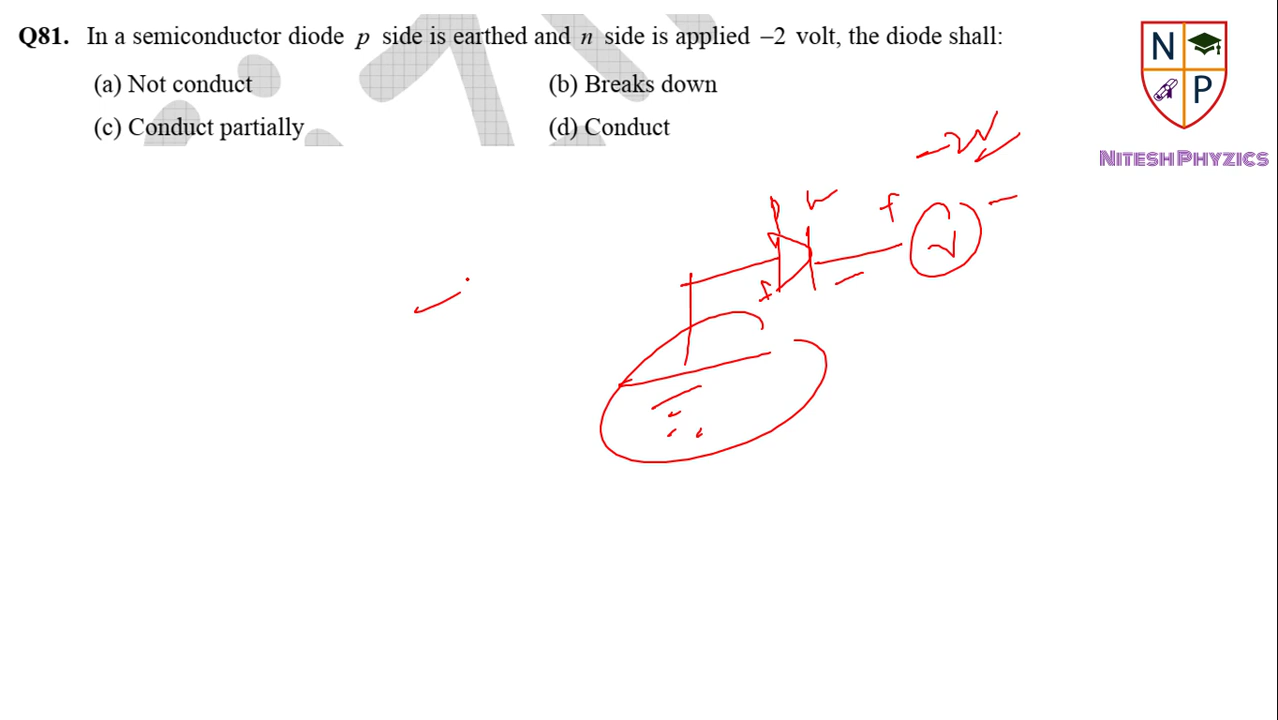 Q81. In a semiconductor diode p side is earthed and n side is applied −2 volt, the diode shall:
(a) Not conduct
(b) Breaks down
(c) Conduct partially
(d) Conduct
N
P
NITESH PHYZICS
−2V
P